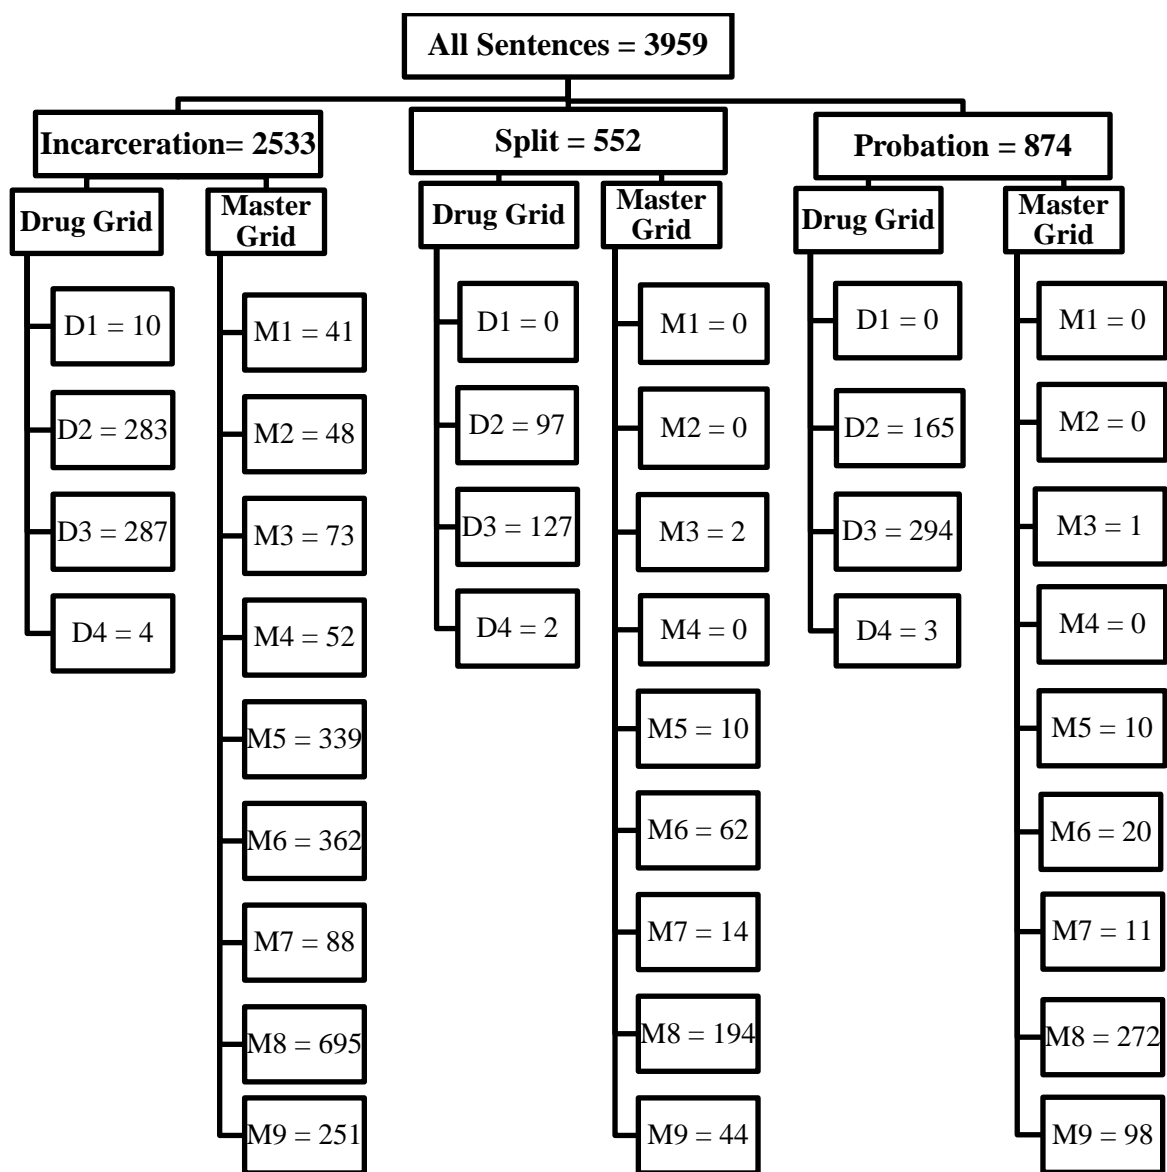 All Sentences = 3959
Incarceration= 2533
Drug Grid
D1 = 10
D2 = 283
D3 = 287
D4 = 4
Master
Grid
M1 = 41
M2 = 48
M3 = 73
M4 = 52
M5 = 339
M6 = 362
M7 = 88
M8 = 695
M9 = 251
Split = 552
Drug Grid
D1 = 0
D2 = 97
D3 = 127
D4 = 2
Master
Grid
M1 = 0
M2 = 0
M3 = 2
M4 = 0
M5 = 10
M6 = 62
M7 = 14
M8 = 194
M9 = 44
Probation = 874
Drug Grid
D1 = 0
D2 = 165
D3 = 294
D4 = 3
Master
Grid
M1 = 0
M2 = 0
M3 = 1
M4 = 0
M5 = 10
M6 = 20
M7 = 11
M8 = 272
M9 = 98